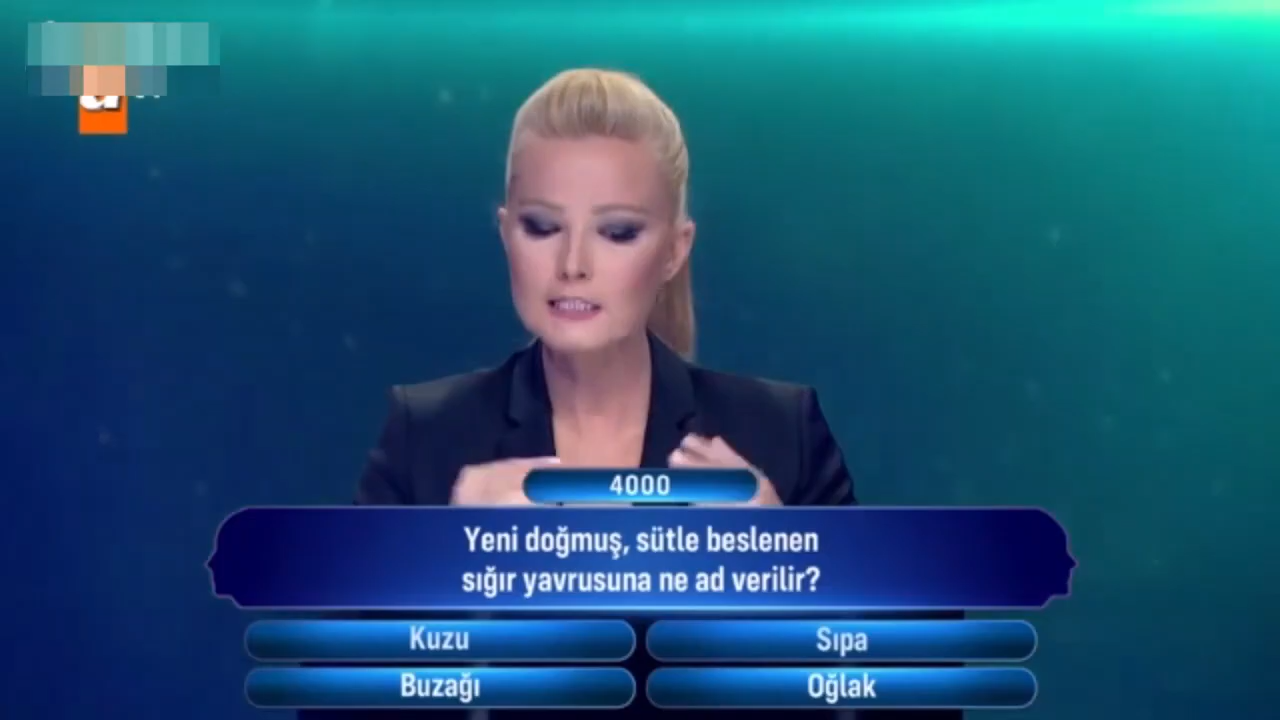 4000
Yeni doğmuş, sütle beslenen
sığır yavrusuna ne ad verilir?
Kuzu
Sıpa
Buzağı
Oğlak